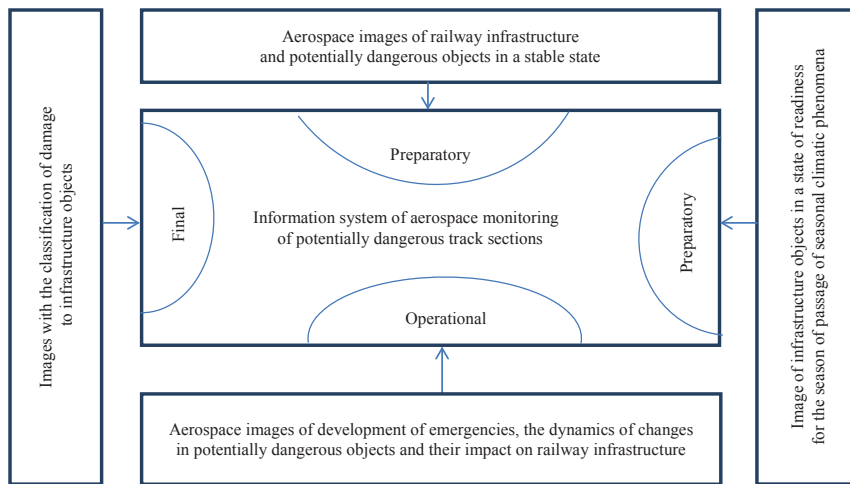 Aerospace images of railway infrastructure
and potentially dangerous objects in a stable state
Images with the classification of damage
to infrastructure objects
Preparatory
Final
Information system of aerospace monitoring
of potentially dangerous track sections
Preparatory
Operational
Image of infrastructure objects in a state of readiness
for the season of passage of seasonal climatic phenomena
Aerospace images of development of emergencies, the dynamics of changes
in potentially dangerous objects and their impact on railway infrastructure